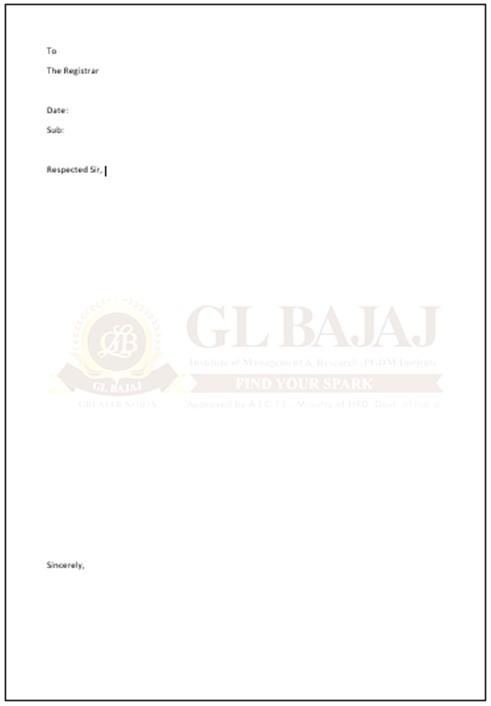 To
The Registrar
Date:
Sub:
Respected Sir,
GL BAJAJ
Institute of Management & Research - PGDM Institute
GL BAJAJ
FIND YOUR SPARK
GREATER NOIDA
Approved by A.I.C.T.E., Ministry of HRD, Govt. of India
Sincerely,